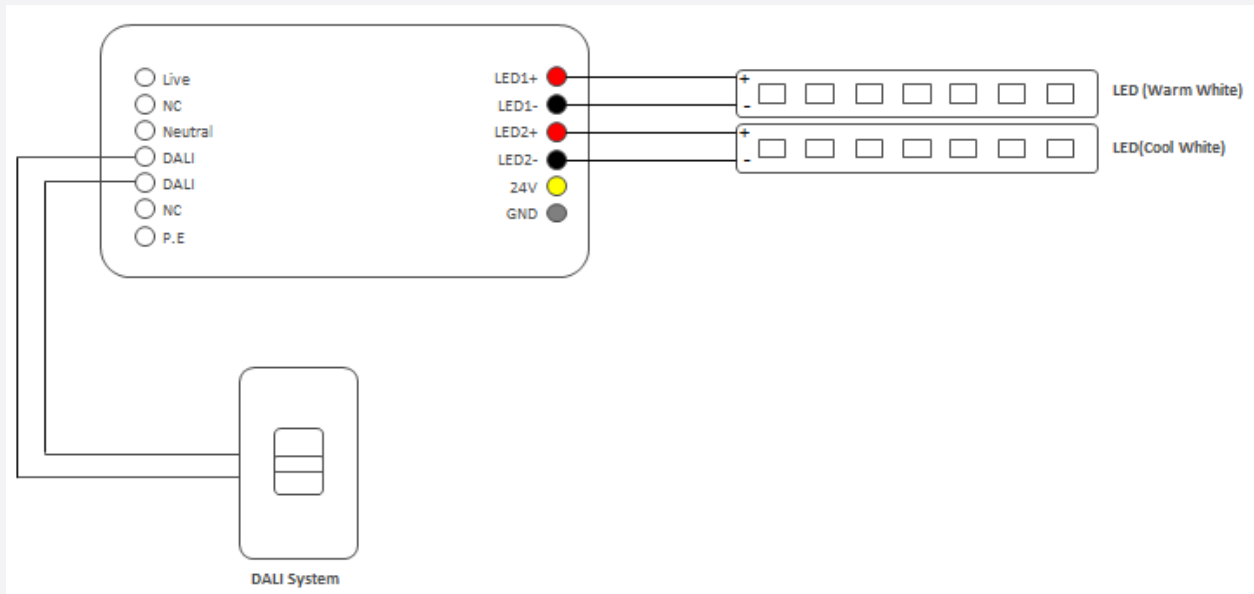 Live
NC
Neutral
DALI
DALI
NC
P.E
LED1+
LED1-
LED2+
LED2-
24V
GND
+
-
LED (Warm White)
+
-
LED(Cool White)
DALI System